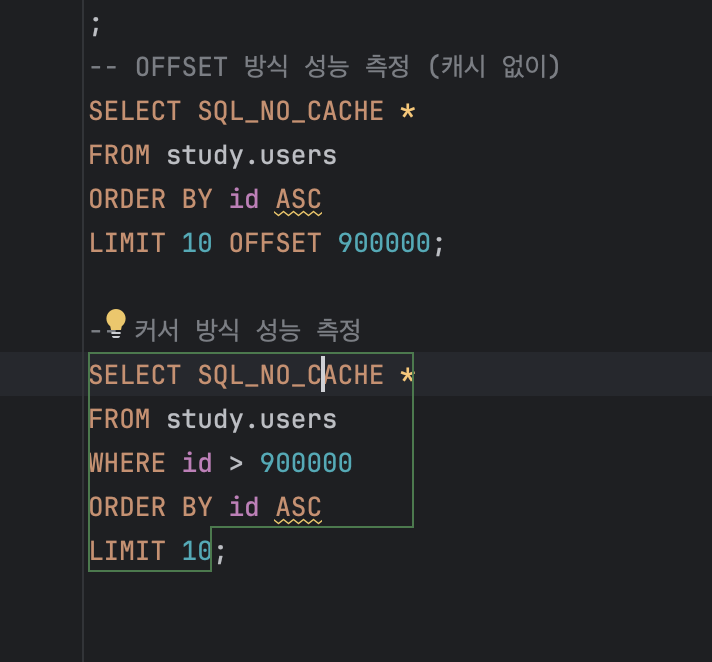 ;
-- OFFSET 방식 성능 측정 (캐시 없이)
SELECT SQL_NO_CACHE *
FROM study.users
ORDER BY id ASC
LIMIT 10 OFFSET 900000;
-- 커서 방식 성능 측정
SELECT SQL_NO_CACHE *
FROM study.users
WHERE id > 900000
ORDER BY id ASC
LIMIT 10;